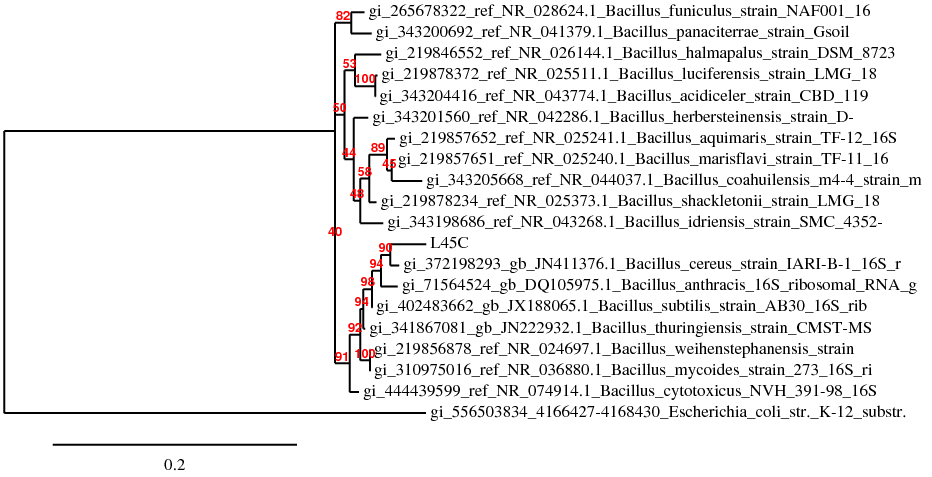 82 gi_265678322_ref_NR_028624.1_Bacillus_funiculus_strain_NAF001_16
gi_343200692_ref_NR_041379.1_Bacillus_panaciterrae_strain_Gsoil
gi_219846552_ref_NR_026144.1_Bacillus_halmapalus_strain_DSM_8723
53
gi_219878372_ref_NR_025511.1_Bacillus_luciferensis_strain_LMG_18
100
gi_343204416_ref_NR_043774.1_Bacillus_acidiceler_strain_CBD_119
50
gi_343201560_ref_NR_042286.1_Bacillus_herbersteinensis_strain_D-
gi_219857652_ref_NR_025241.1_Bacillus_aquimaris_strain_TF-12_16S
44 89
gi_219857651_ref_NR_025240.1_Bacillus_marisflavi_strain_TF-11_16
45
58 gi_343205668_ref_NR_044037.1_Bacillus_coahuilensis_m4-4_strain_m
48 gi_219878234_ref_NR_025373.1_Bacillus_shackletonii_strain_LMG_18
gi_343198686_ref_NR_043268.1_Bacillus_idriensis_strain_SMC_4352-
40
L45C
90
gi_372198293_gb_JN411376.1_Bacillus_cereus_strain_IARI-B-1_16S_r
94
gi_71564524_gb_DQ105975.1_Bacillus_anthracis_16S_ribosomal_RNA_g
98
gi_402483662_gb_JX188065.1_Bacillus_subtilis_strain_AB30_16S_rib
94
gi_341867081_gb_JN222932.1_Bacillus_thuringiensis_strain_CMST-MS
92
gi_219856878_ref_NR_024697.1_Bacillus_weihenstephanensis_strain
91 100
gi_310975016_ref_NR_036880.1_Bacillus_mycoides_strain_273_16S_ri
gi_444439599_ref_NR_074914.1_Bacillus_cytotoxicus_NVH_391-98_16S
gi_556503834_4166427-4168430_Escherichia_coli_str._K-12_substr.
0.2